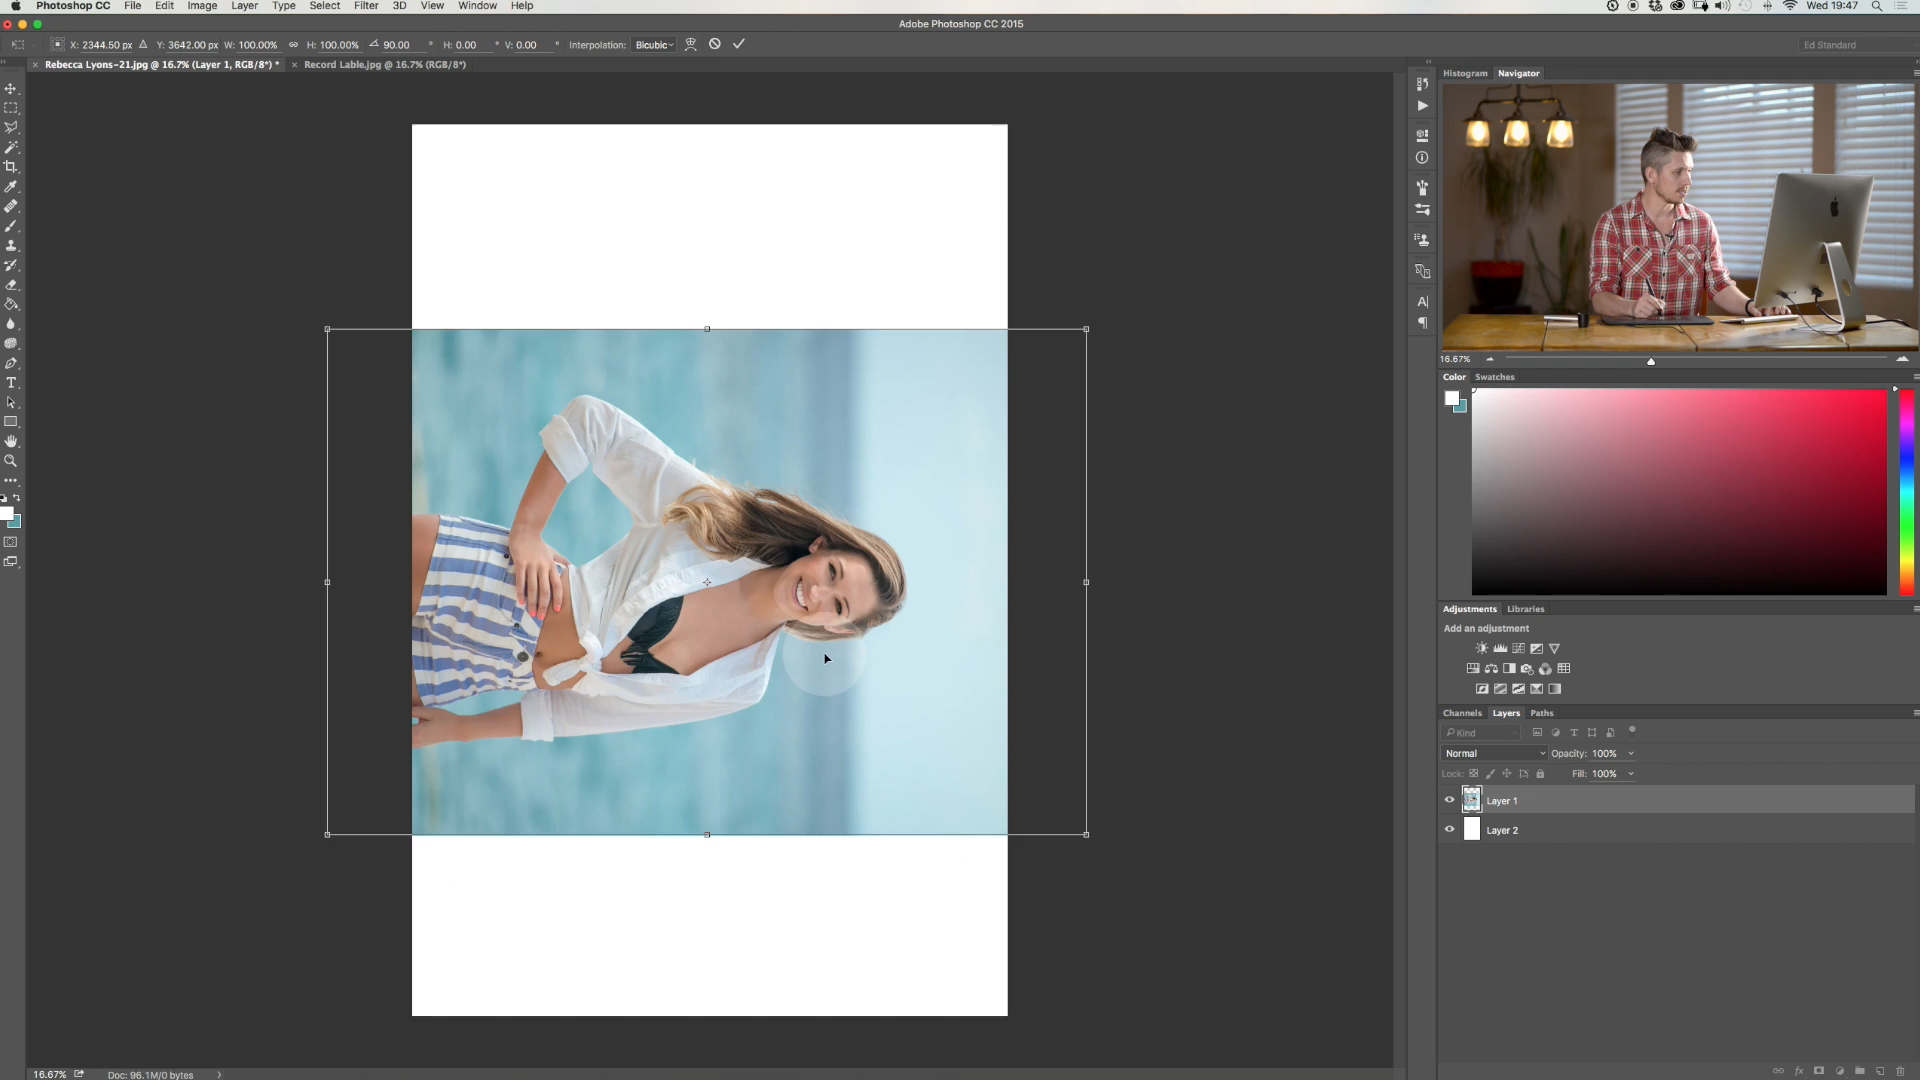 Photoshop CC File Edit Image Layer Type Select Filter 3D View Window Help Wed 19:47
Adobe Photoshop CC 2015
X: 2344.50 px Y: 3642.00 px W: 100.00% H: 100.00% 90.00 ° H: 0.00 ° V: 0.00 ° Interpolation: Bicubic Ed Standard
× Rebecca Lyons-21.jpg @ 16.7% (Layer 1, RGB/8*) * × Record Lable.jpg @ 16.7% (RGB/8*)
Histogram Navigator
16.67%
Color Swatches
Adjustments Libraries
Add an adjustment
Channels Layers Paths
Kind
Normal Opacity: 100%
Lock: Fill: 100%
Layer 1
Layer 2
fx
16.67% Doc: 96.1M/0 bytes